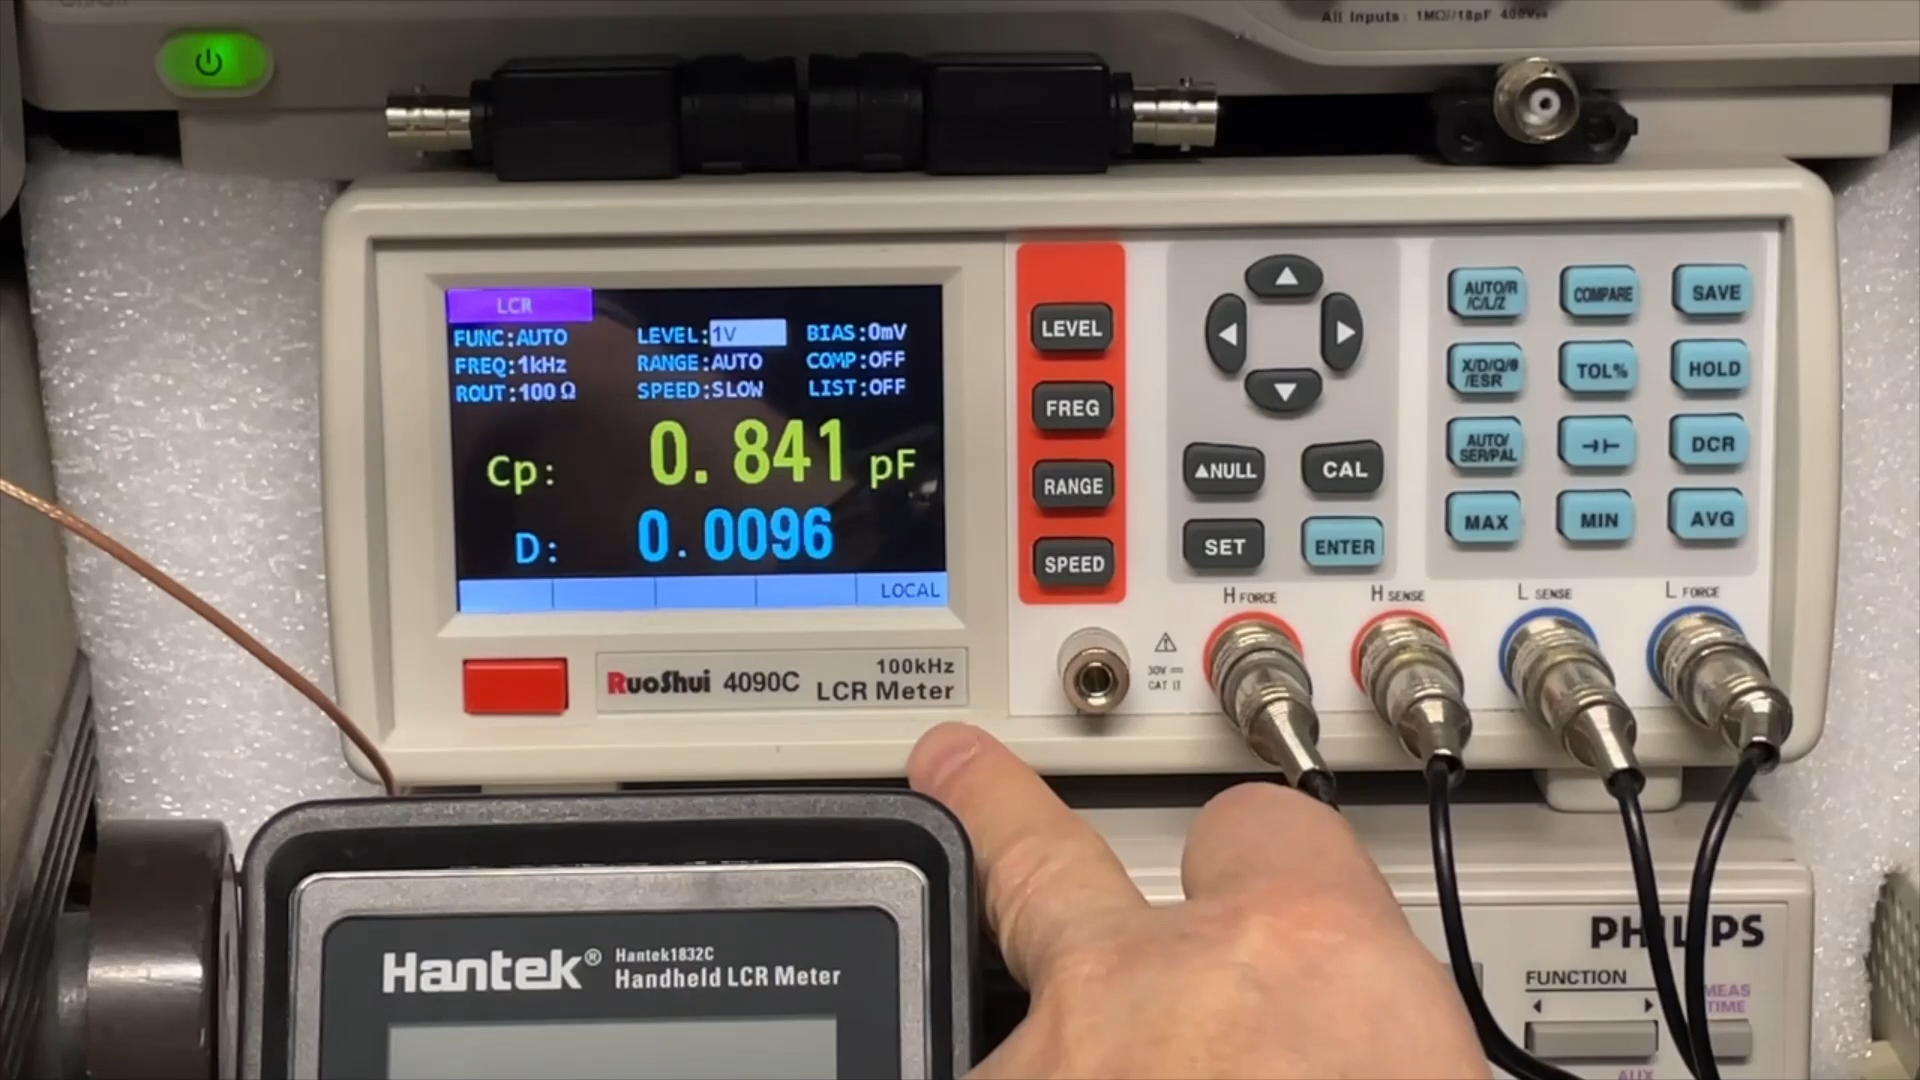 All Inputs : 1MΩ//18pF 400Vpk
LCR
FUNC:AUTO LEVEL:1V BIAS:0mV
FREQ:1kHz RANGE:AUTO COMP:OFF
ROUT:100 Ω SPEED:SLOW LIST:OFF
Cp: 0.841 pF
D: 0.0096
LOCAL
RuoShui 4090C
100kHz
LCR Meter
LEVEL
FREG
RANGE
SPEED
▲
◀ ▶
▼
▲NULL CAL
SET ENTER
AUTO/R
/C/L/Z
COMPARE
SAVE
X/D/Q/θ
/ESR
TOL%
HOLD
AUTO/
SER/PAL
DCR
MAX
MIN
AVG
H FORCE
H SENSE
L SENSE
L FORCE
30V
CAT II
Hantek®
Hantek1832C
Handheld LCR Meter
PHILIPS
FUNCTION
MEAS
TIME
AUX